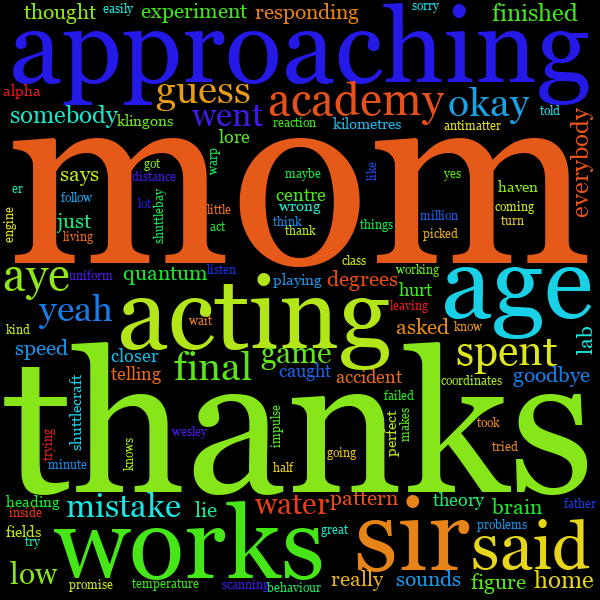 thought easily experiment responding sorry finished
approaching
alpha guess academy okay
somebody klingons went lore reaction kilometres antimatter told everybody
mom
er says got distance warp maybe like yes haven
follow lot shuttlebay little centre wrong million coming
engine just living act think thank things picked turn
aye uniform quantum listen playing class degrees working age
yeah kind wait acting caught hurt leaving asked know lab
speed closer telling final game accident spent goodbye
shuttlecraft failed coordinates
thanks
trying minute knows wesley impulse half going perfect makes tried took
heading inside mistake lie water pattern theory brain father
fields try works great sir problems said
low promise temperature scanning behaviour really sounds figure home